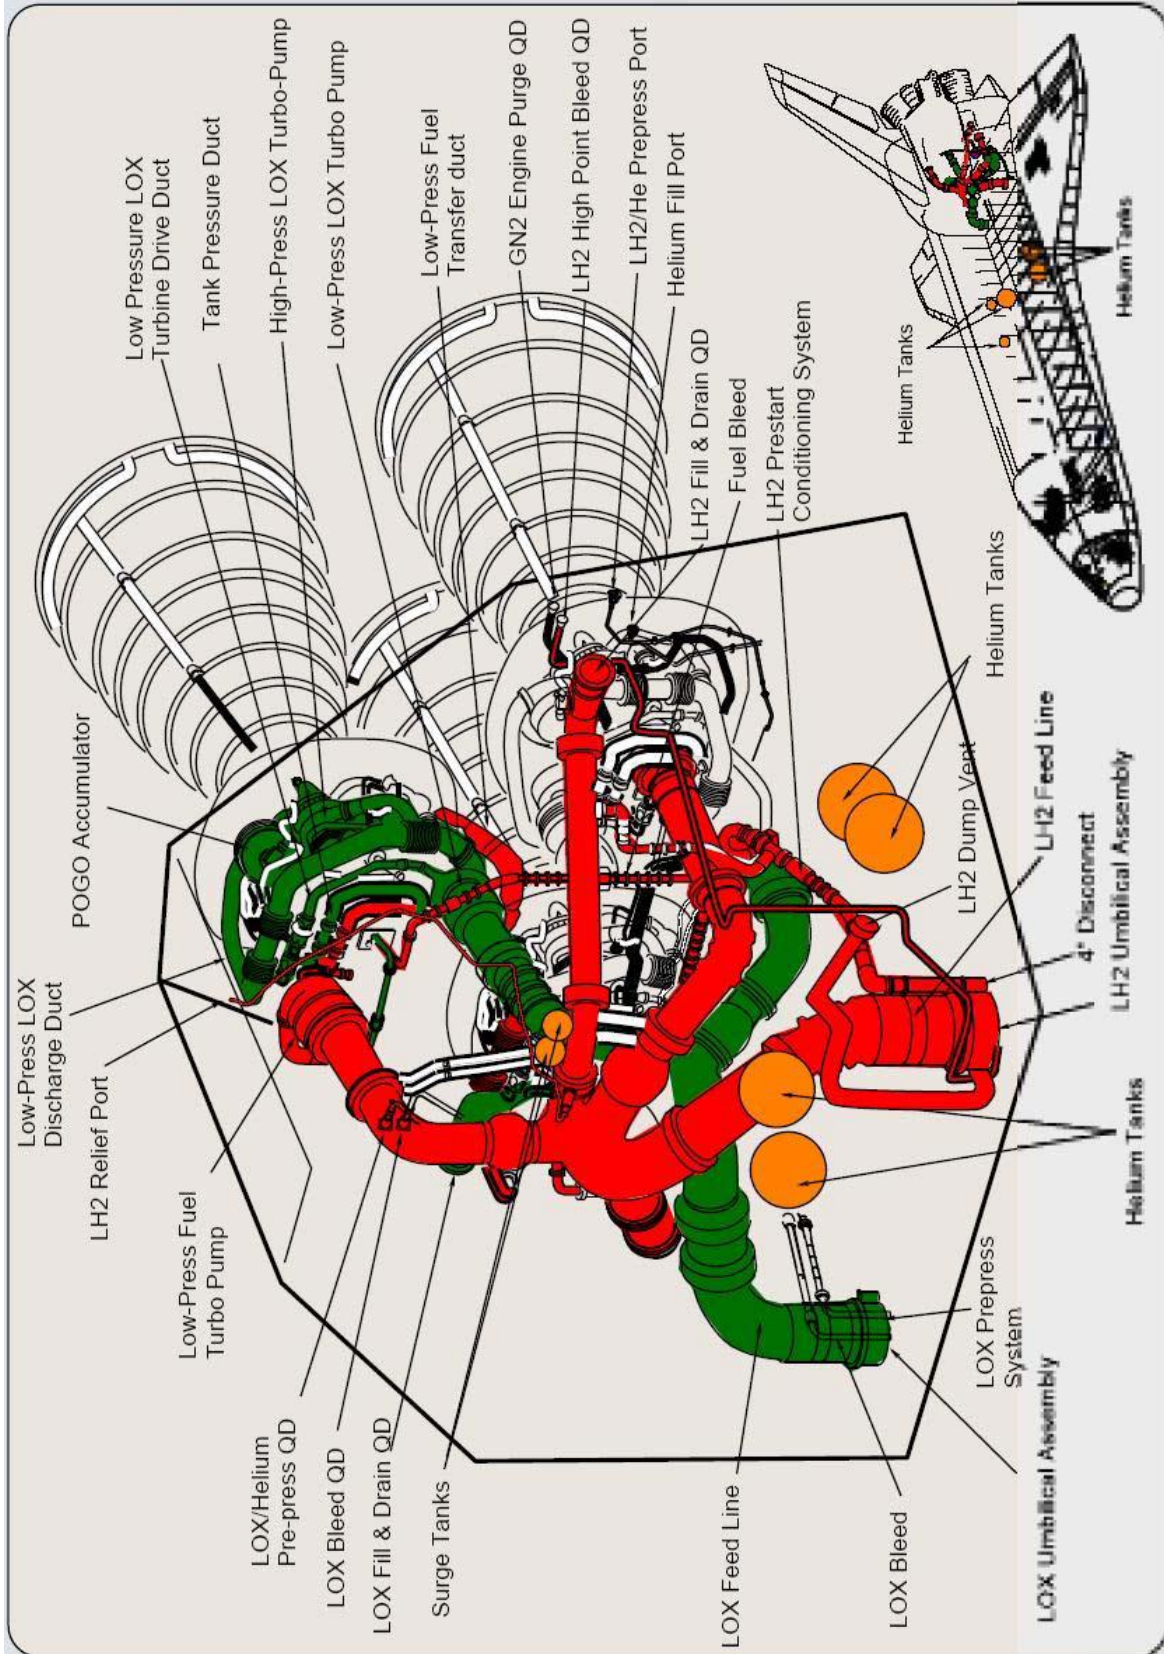 Low-Press LOX
Discharge Duct
LH2 Relief Port
POGO Accumulator
Low Pressure LOX
Turbine Drive Duct
Tank Pressure Duct
High-Press LOX Turbo-Pump
Low-Press LOX Turbo Pump
Low-Press Fuel
Transfer duct
GN2 Engine Purge QD
LH2 High Point Bleed QD
LH2/He Prepress Port
Helium Fill Port
LH2 Fill & Drain QD
Fuel Bleed
LH2 Prestart
Conditioning System
Low-Press Fuel
Turbo Pump
LOX/Helium
Pre-press QD
LOX Bleed QD
LOX Fill & Drain QD
Surge Tanks
LOX Feed Line
LOX Bleed
LOX Prepress
System
LOX Umbilical Assembly
Helium Tanks
LH2 Umbilical Assembly
4" Disconnect
LH2 Feed Line
LH2 Dump Vent
Helium Tanks
Helium Tanks
Helium Tanks